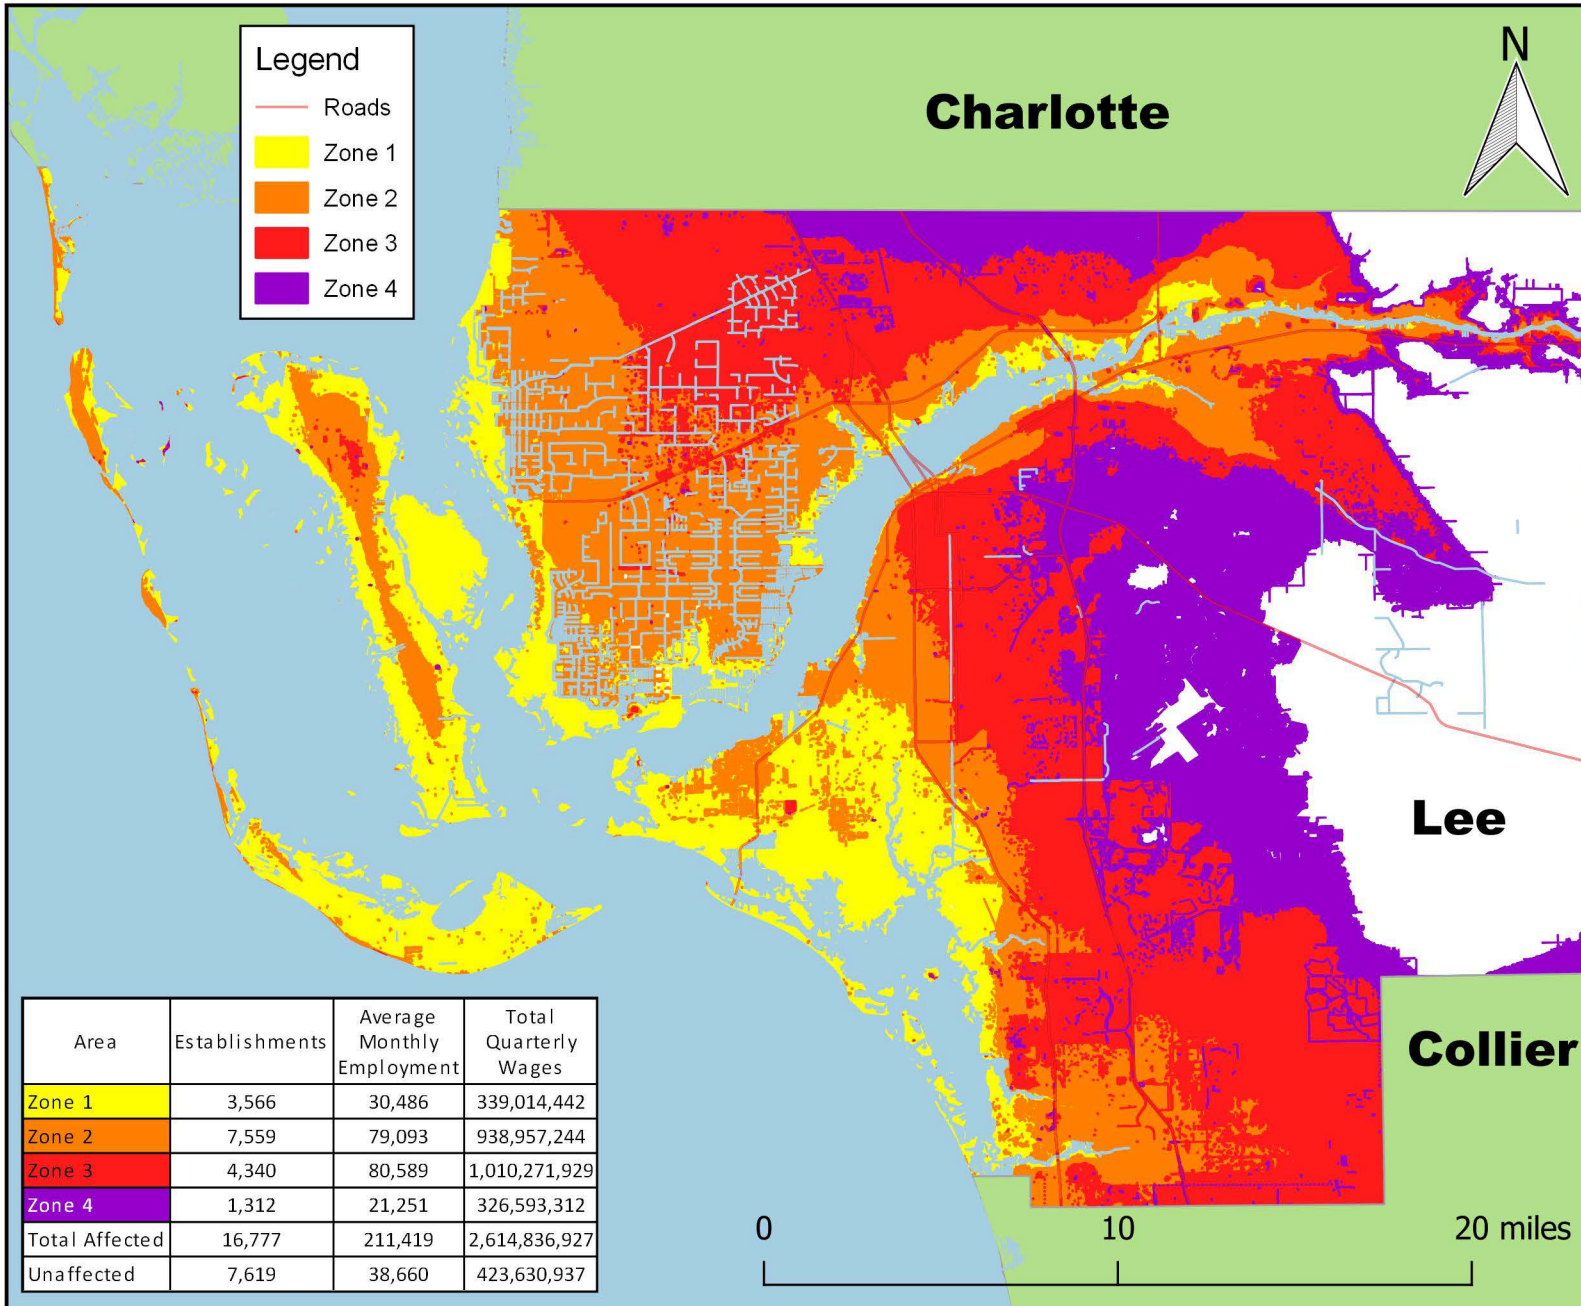 Legend
Roads
Zone 1
Zone 2
Zone 3
Zone 4
N
Charlotte
Lee
Collier
Area Establishments Average Monthly Employment Total Quarterly Wages
Zone 1 3,566 30,486 339,014,442
Zone 2 7,559 79,093 938,957,244
Zone 3 4,340 80,589 1,010,271,929
Zone 4 1,312 21,251 326,593,312
Total Affected 16,777 211,419 2,614,836,927
Unaffected 7,619 38,660 423,630,937
0 10 20 miles